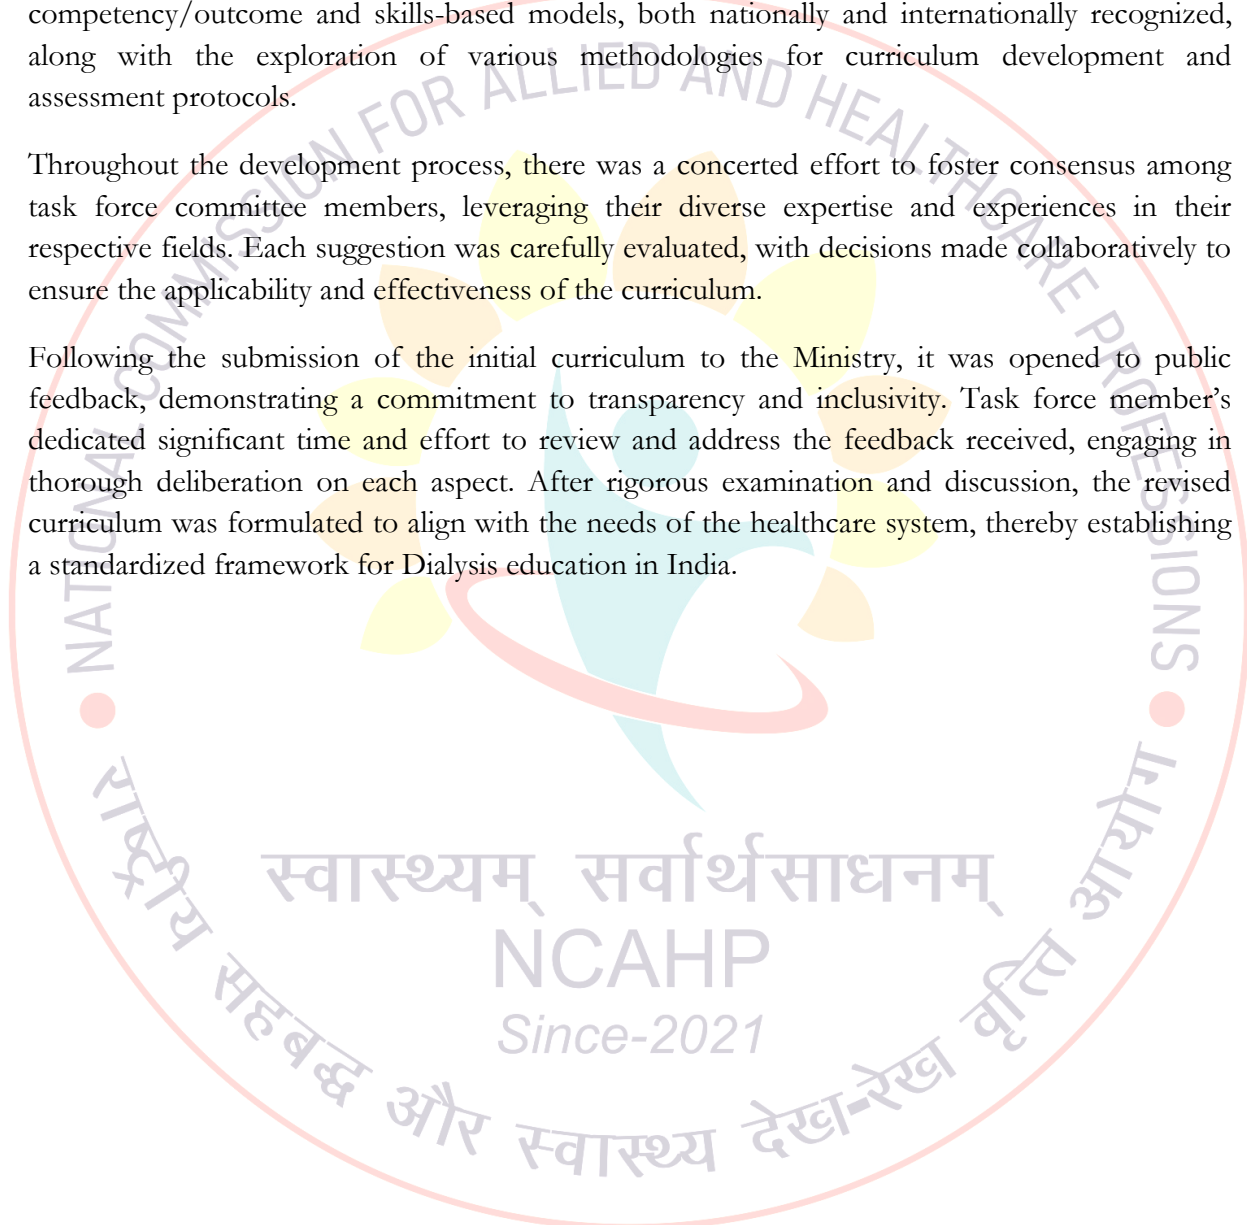 competency/outcome and skills-based models, both nationally and internationally recognized,
along with the exploration of various methodologies for curriculum development and
assessment protocols.
Throughout the development process, there was a concerted effort to foster consensus among
task force committee members, leveraging their diverse expertise and experiences in their
respective fields. Each suggestion was carefully evaluated, with decisions made collaboratively to
ensure the applicability and effectiveness of the curriculum.
Following the submission of the initial curriculum to the Ministry, it was opened to public
feedback, demonstrating a commitment to transparency and inclusivity. Task force member’s
dedicated significant time and effort to review and address the feedback received, engaging in
thorough deliberation on each aspect. After rigorous examination and discussion, the revised
curriculum was formulated to align with the needs of the healthcare system, thereby establishing
a standardized framework for Dialysis education in India.
NATIONAL COMMISSION FOR ALLIED AND HEALTHCARE PROFESSIONS
स्वास्थ्यम् सर्वार्थसाधनम्
NCAHP
Since-2021
राष्ट्रीय सहबद्ध और स्वास्थ्य देख-रेख वृत्ति आयोग